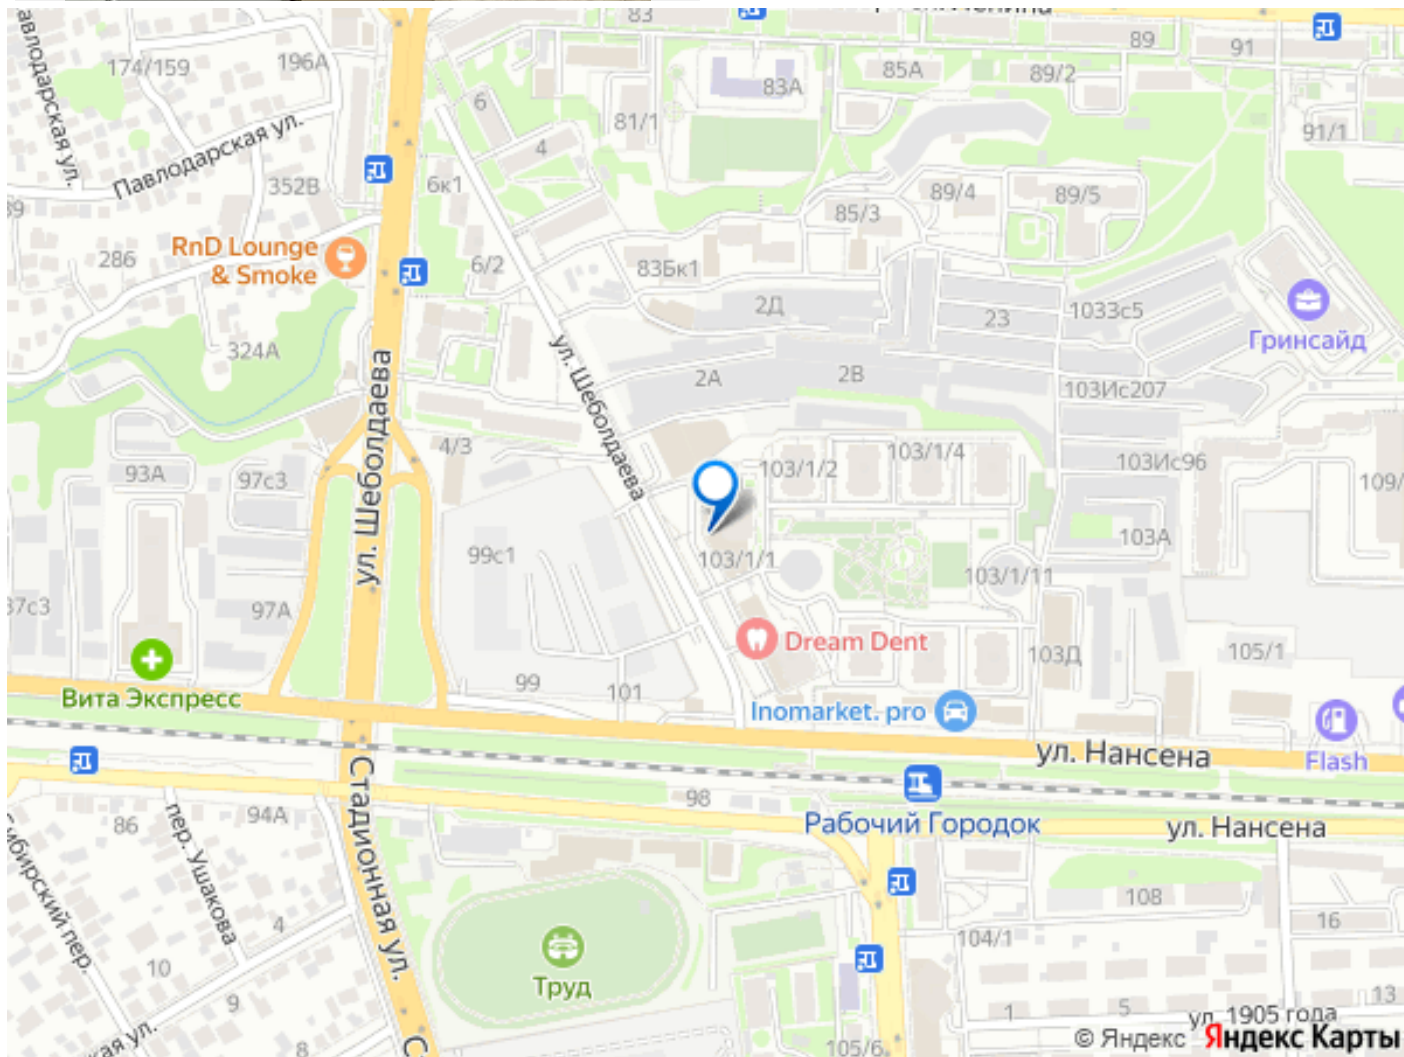 83
89
91
174/159
196А
Павлодарская ул.
83А
85А
89/2
6
81/1
91/1
4
Павлодарская ул.
352В
6к1
89/4
89/5
85/3
RnD Lounge
& Smoke
286
6/2
83Бк1
2Д
23
1033с5
Гринсайд
324А
ул. Шеболдаева
ул. Шеболдаева
2А
2В
103Ис207
4/3
103/1/2
103/1/4
103Ис96
93А
97с3
109/
99с1
103/1/1
103А
103/1/11
37с3
97А
Dream Dent
103Д
105/1
Вита Экспресс
99
101
Inomarket. pro
ул. Нансена
Flash
98
Рабочий Городок
ул. Нансена
86
94А
пер. Ушакова
Стадионная ул.
108
16
4
104/1
10
Труд
9
1
5
13
ул. 1905 года
8
105/6
© Яндекс Яндекс Карты